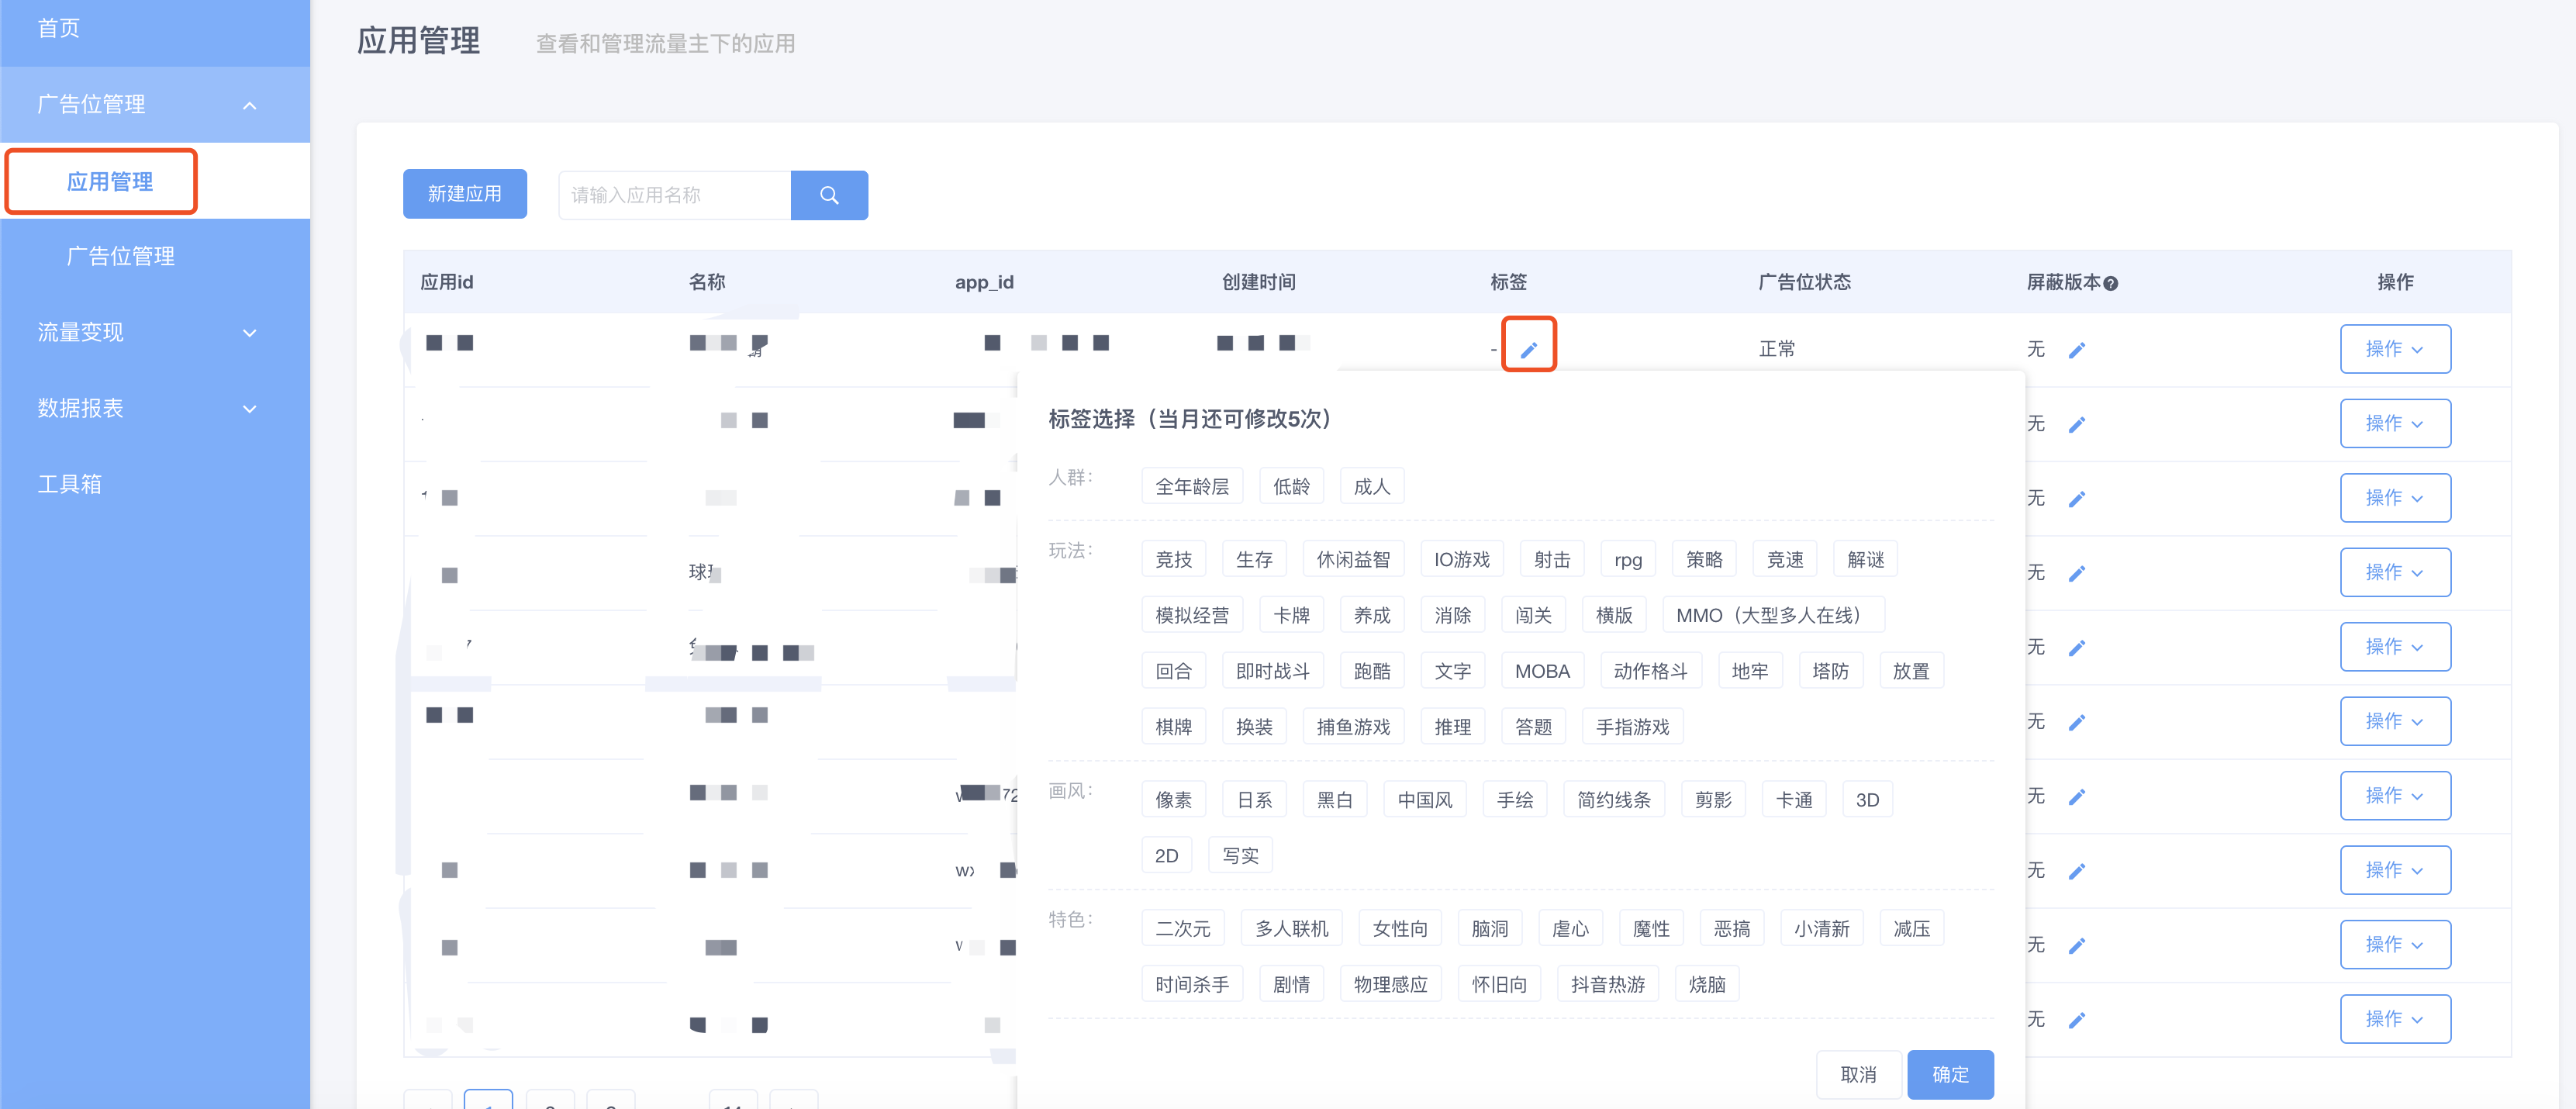 首页
广告位管理
应用管理
广告位管理
流量变现
数据报表
工具箱
应用管理 查看和管理流量主下的应用
新建应用 请输入应用名称
应用id 名称 app_id 创建时间 标签 广告位状态 屏蔽版本 操作
- 正常 无 操作
无 操作
无 操作
无 操作
无 操作
无 操作
无 操作
无 操作
无 操作
无 操作
标签选择（当月还可修改5次）
人群： 全年龄层 低龄 成人
玩法： 竞技 生存 休闲益智 IO游戏 射击 rpg 策略 竞速 解谜
模拟经营 卡牌 养成 消除 闯关 横版 MMO（大型多人在线）
回合 即时战斗 跑酷 文字 MOBA 动作格斗 地牢 塔防 放置
棋牌 换装 捕鱼游戏 推理 答题 手指游戏
画风： 像素 日系 黑白 中国风 手绘 简约线条 剪影 卡通 3D
2D 写实
特色： 二次元 多人联机 女性向 脑洞 虐心 魔性 恶搞 小清新 减压
时间杀手 剧情 物理感应 怀旧向 抖音热游 烧脑
取消 确定